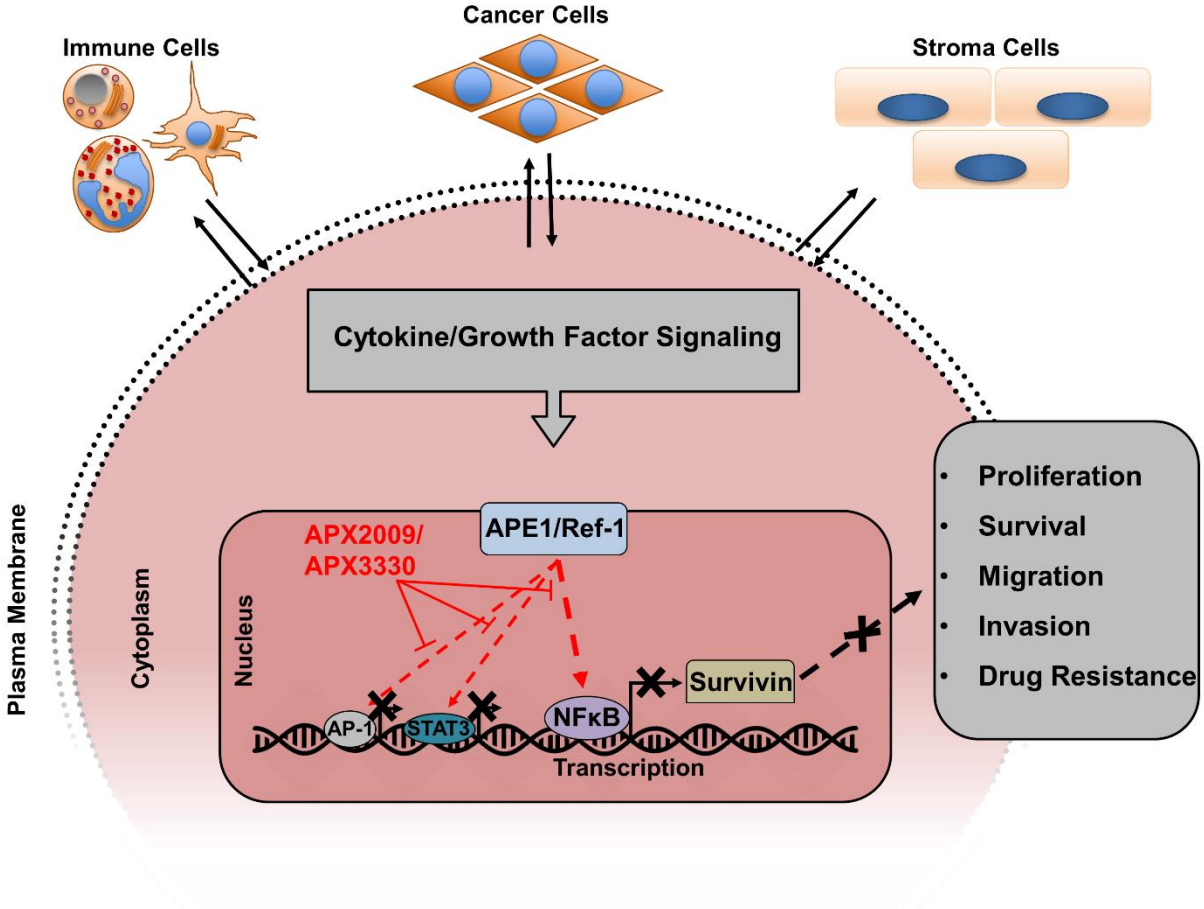 Cancer Cells
Immune Cells
Stroma Cells
Cytokine/Growth Factor Signaling
Plasma Membrane
Cytoplasm
Nucleus
APX2009/
APX3330
APE1/Ref-1
AP-1
STAT3
NFκB
Survivin
Transcription
• Proliferation
• Survival
• Migration
• Invasion
• Drug Resistance